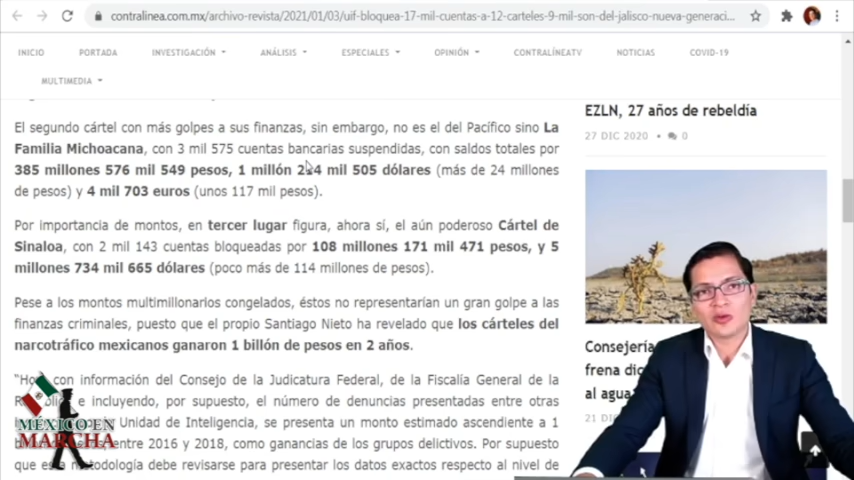 contralinea.com.mx/archivo-revista/2021/01/03/uif-bloquea-17-mil-cuentas-a-12-carteles-9-mil-son-del-jalisco-nueva-generaci...
INICIO PORTADA INVESTIGACIÓN ANÁLISIS ESPECIALES OPINIÓN CONTRALÍNEATV NOTICIAS COVID-19
MULTIMEDIA
El segundo cártel con más golpes a sus finanzas, sin embargo, no es el del Pacífico sino La
Familia Michoacana, con 3 mil 575 cuentas bancarias suspendidas, con saldos totales por
385 millones 576 mil 549 pesos, 1 millón mil 505 dólares (más de 24 millones
de pesos) y 4 mil 703 euros (unos 117 mil pesos).
Por importancia de montos, en tercer lugar figura, ahora sí, el aún poderoso Cártel de
Sinaloa, con 2 mil 143 cuentas bloqueadas por 108 millones 171 mil 471 pesos, y 5
millones 734 mil 665 dólares (poco más de 114 millones de pesos).
Pese a los montos multimillonarios congelados, éstos no representarían un gran golpe a las
finanzas criminales, puesto que el propio Santiago Nieto ha revelado que los cárteles del
narcotráfico mexicanos ganaron 1 billón de pesos en 2 años.
con información del Consejo de la Judicatura Federal, de la Fiscalía General de la
e incluyendo, por supuesto, el número de denuncias presentadas entre otras
Unidad de Inteligencia, se presenta un monto estimado ascendiente a 1
entre 2016 y 2018, como ganancias de los grupos delictivos. Por supuesto
que metodología debe revisarse para presentar los datos exactos respecto al nivel de
EZLN, 27 años de rebeldía
27 DIC 2020 • 0
Consejería
frena
al agua
21
MÉXICO EN
MARCHA